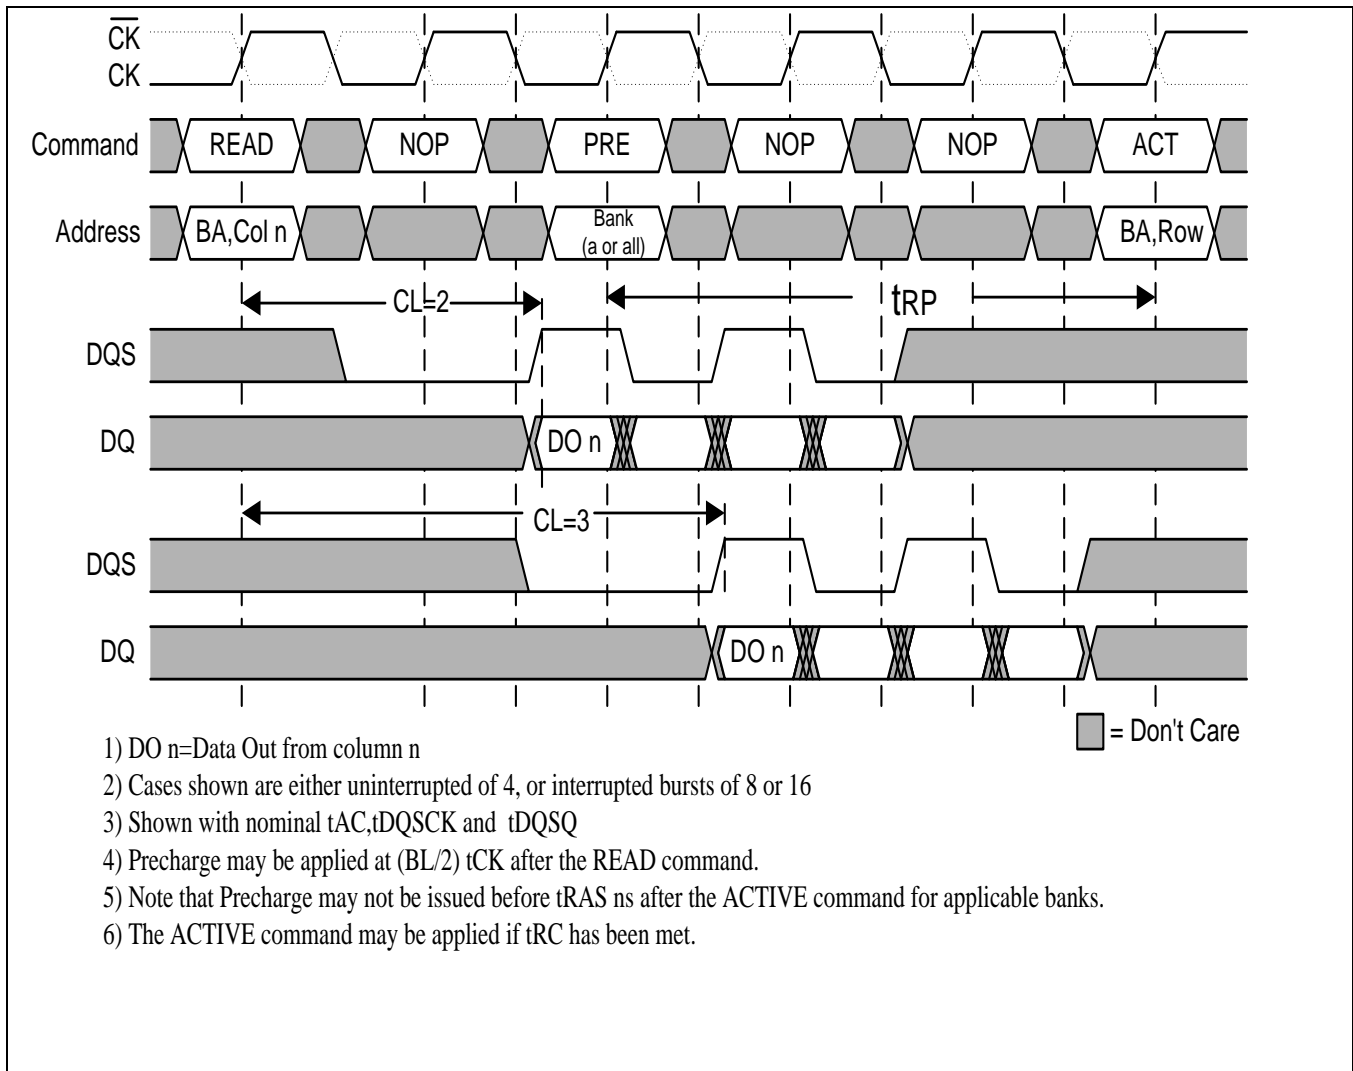 CK
CK
Command READ NOP PRE NOP NOP ACT
Address BA,Col n Bank (a or all) BA,Row
CL=2 tRP
DQS
DQ DO n
CL=3
DQS
DQ DO n
= Don't Care
1) DO n=Data Out from column n
2) Cases shown are either uninterrupted of 4, or interrupted bursts of 8 or 16
3) Shown with nominal tAC,tDQSCK and tDQSQ
4) Precharge may be applied at (BL/2) tCK after the READ command.
5) Note that Precharge may not be issued before tRAS ns after the ACTIVE command for applicable banks.
6) The ACTIVE command may be applied if tRC has been met.